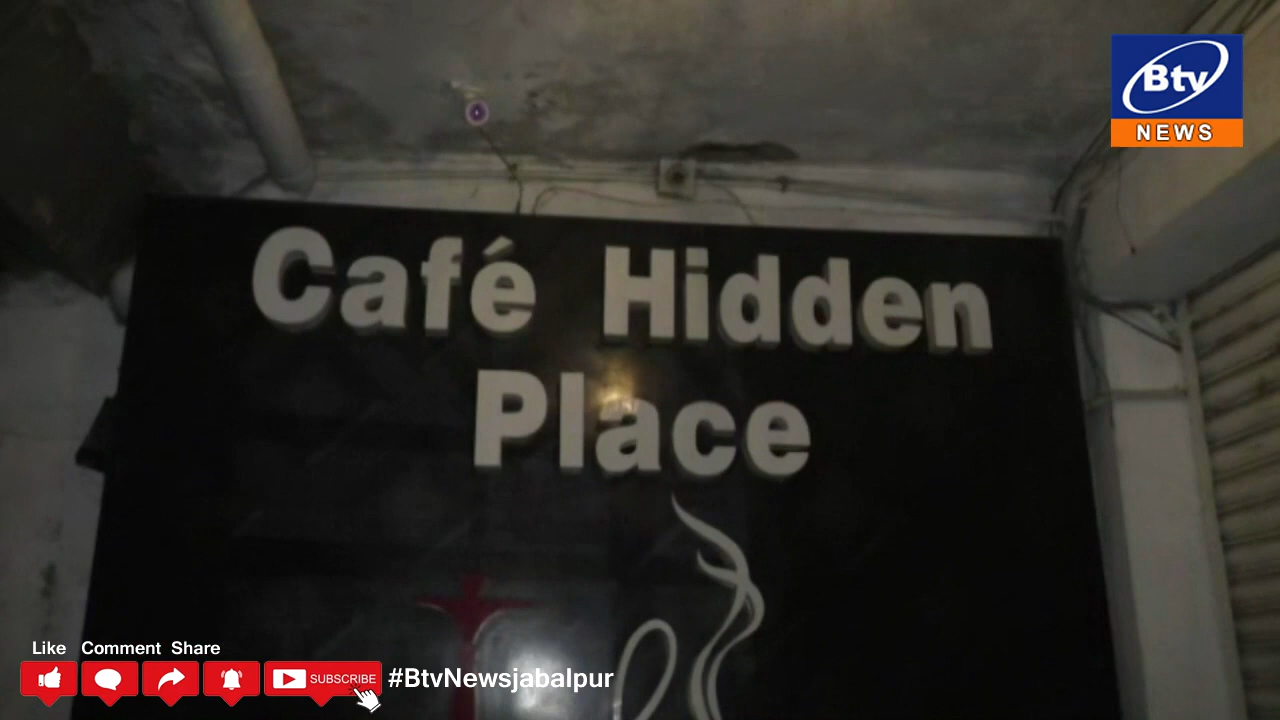 Btv
NEWS
Café Hidden
Place
Like Comment Share
SUBSCRIBE
#BtvNewsjabalpur